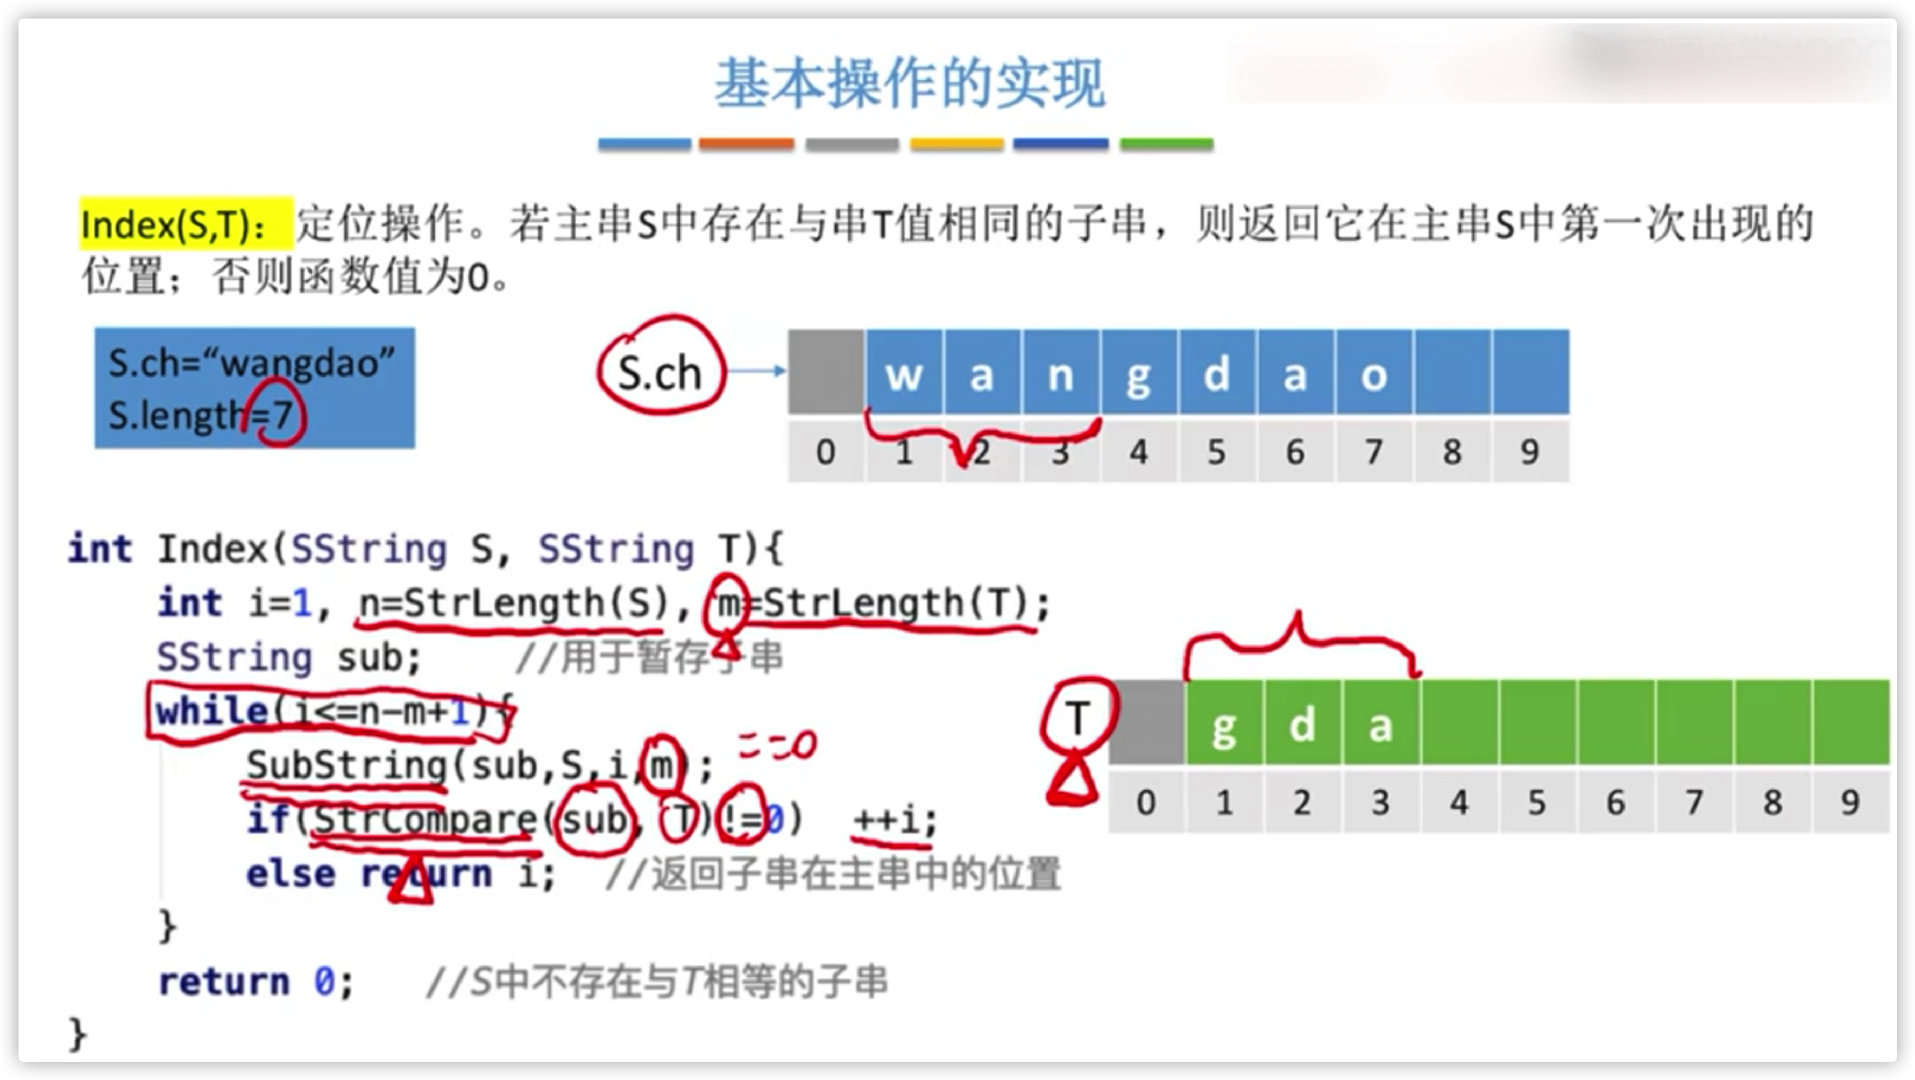 基本操作的实现
Index(S,T)：定位操作。若主串S中存在与串T值相同的子串，则返回它在主串S中第一次出现的
位置；否则函数值为0。
S.ch=“wangdao”
S.length=7
S.ch
w a n g d a o
0 1 2 3 4 5 6 7 8 9
int Index(SString S, SString T){
int i=1, n=StrLength(S), m=StrLength(T);
SString sub; //用于暂存子串
while(i<=n-m+1){
SubString(sub,S,i,m); ==0
if(StrCompare(sub, T)!=0) ++i;
else return i; //返回子串在主串中的位置
}
return 0; //S中不存在与T相等的子串
}
T
g d a
0 1 2 3 4 5 6 7 8 9